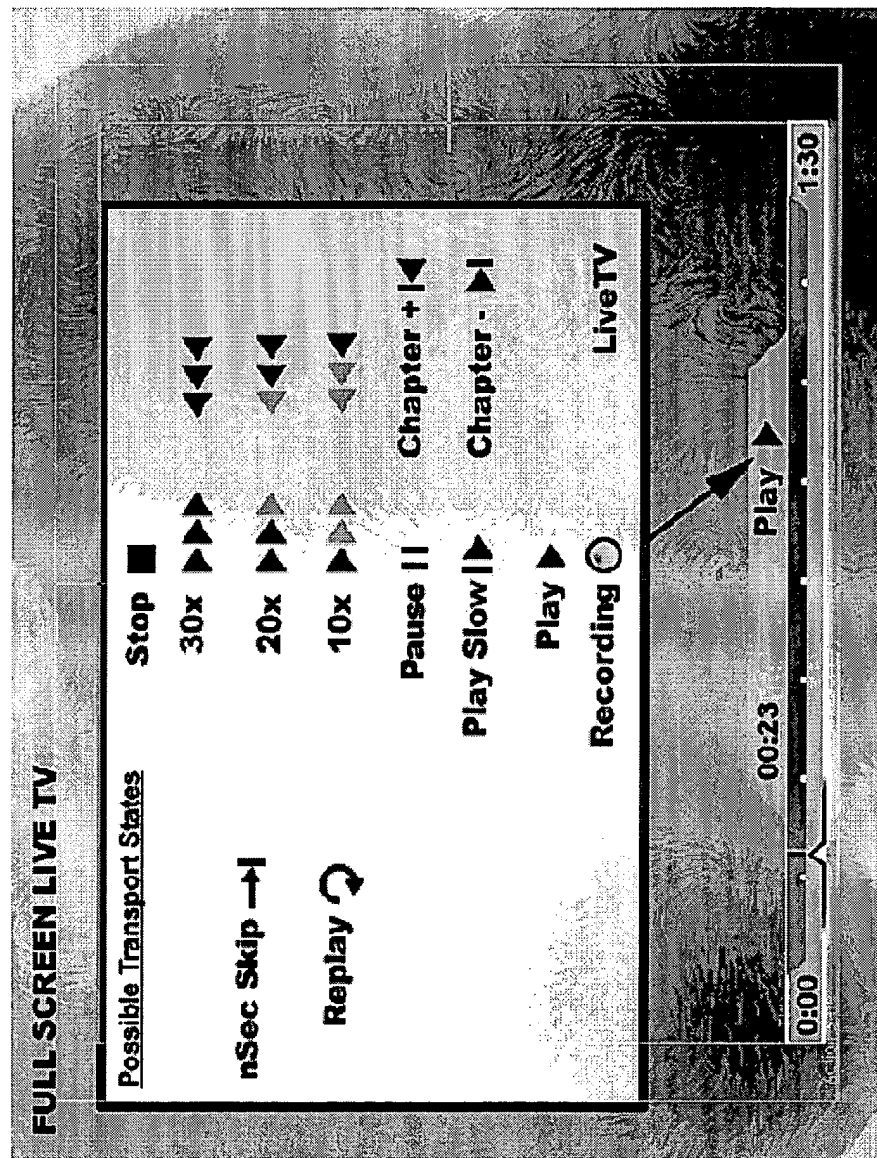 FULL SCREEN LIVE TV
Possible Transport States
Stop
30x
nSec Skip
20x
Replay
10x
Pause
Chapter +
Play Slow
Chapter -
Play
Recording
LiveTV
00:23
Play
0:00
1:30